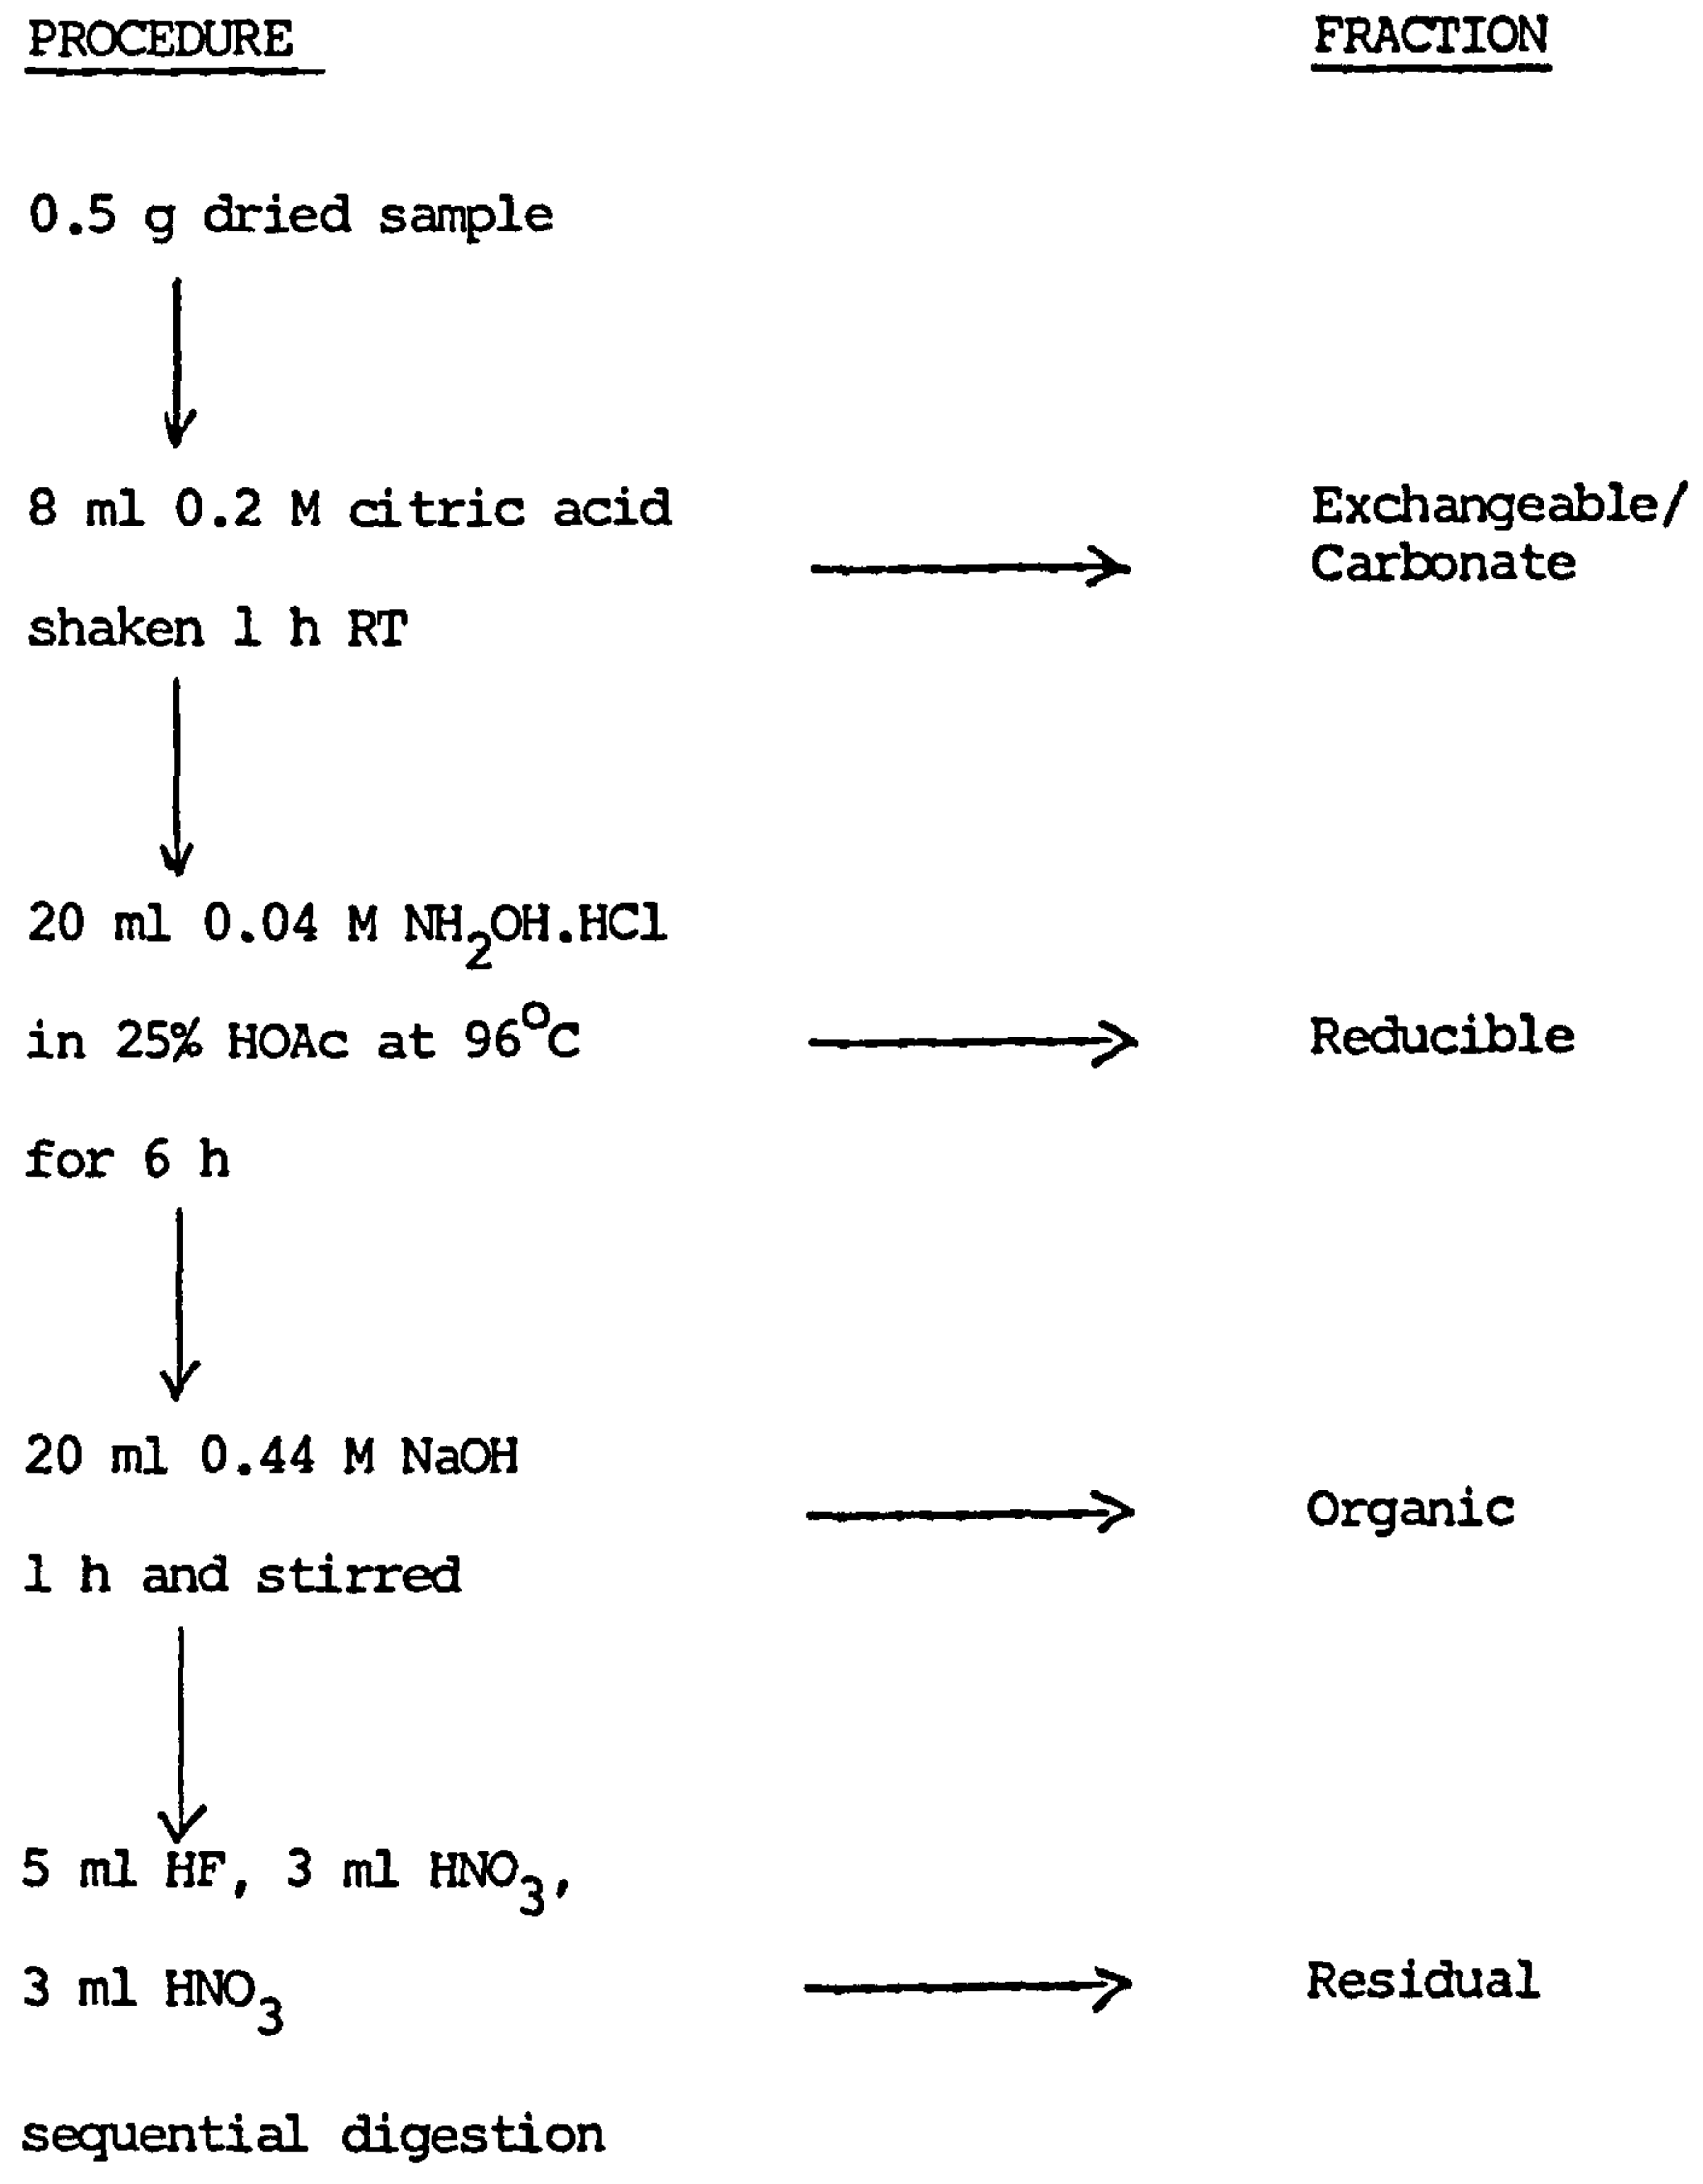 PROCEDURE
FRACTION
0.5 g dried sample
8 ml 0.2 M citric acid
Exchangeable/
Carbonate
shaken 1 h RT
20 ml 0.04 M NH₂OH.HCl
in 25% HOAc at 96°C
Reducible
for 6 h
20 ml 0.44 M NaOH
Organic
1 h and stirred
5 ml HF, 3 ml HNO₃,
3 ml HNO₃
Residual
sequential digestion